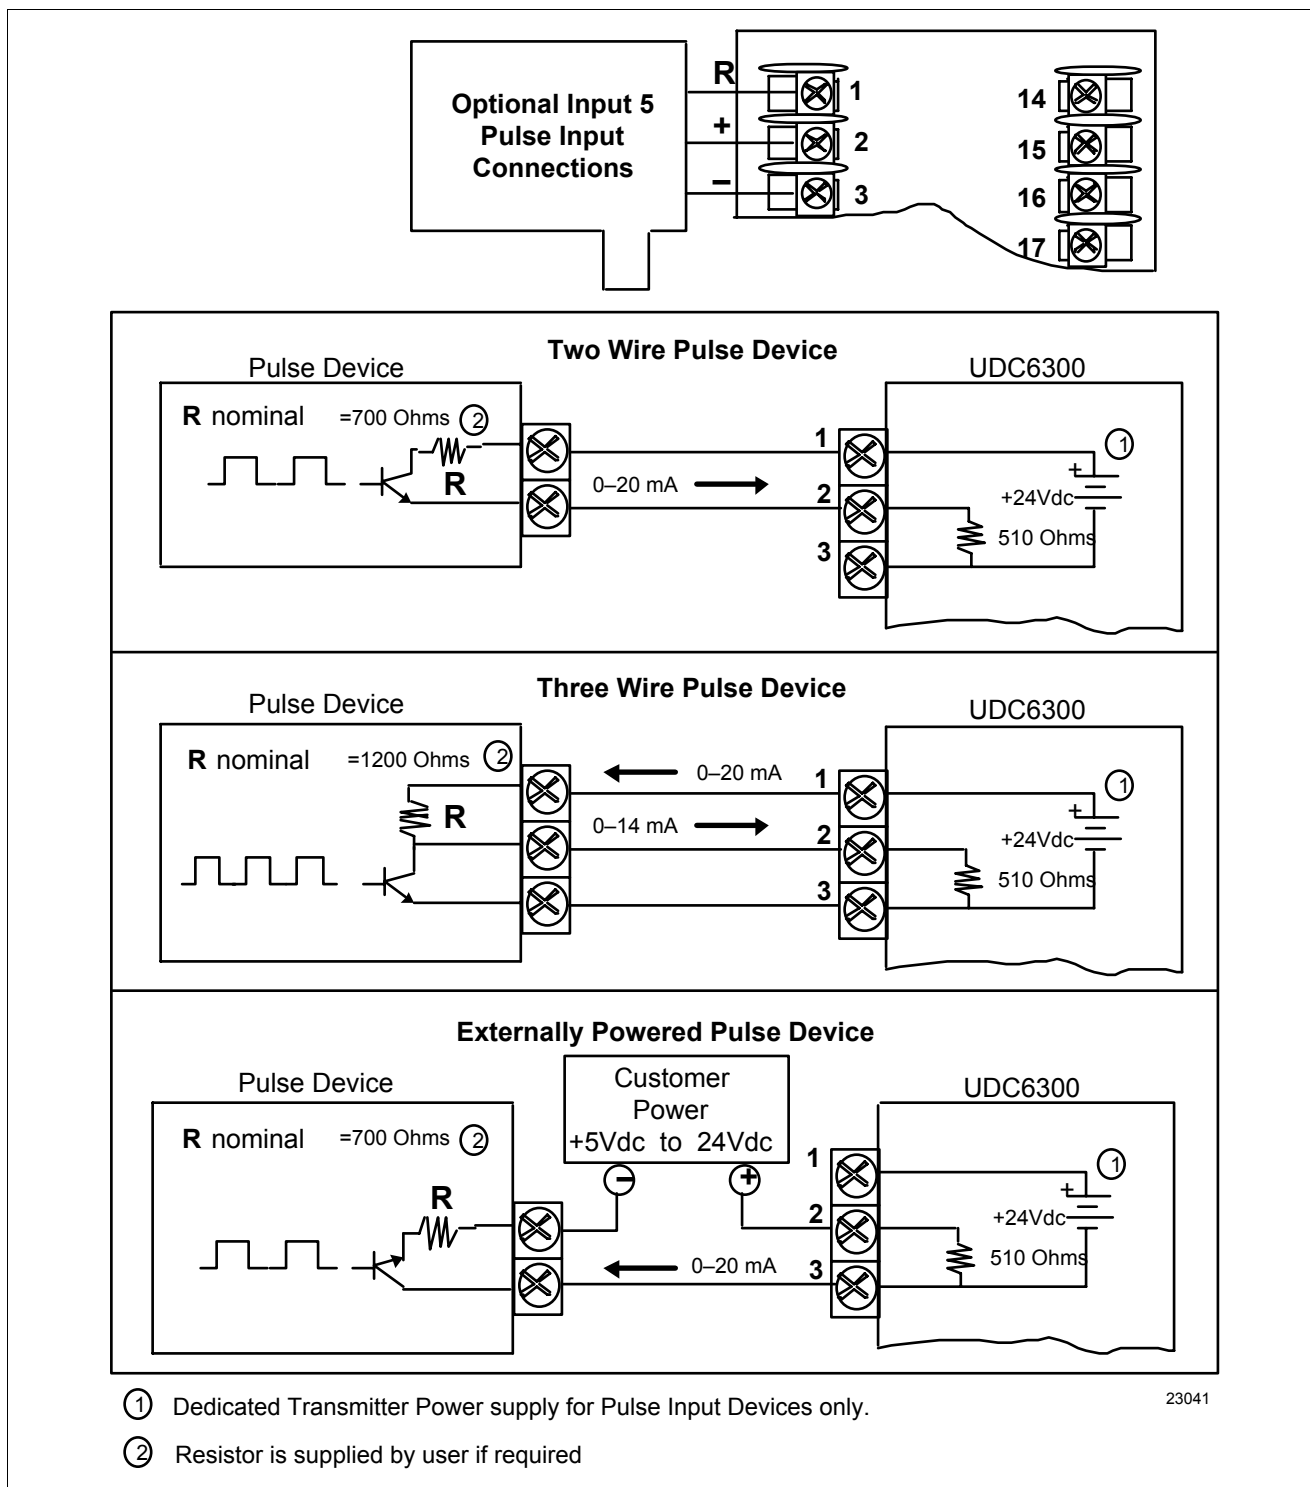 Optional Input 5
Pulse Input
Connections
R
+
–
1
2
3
14
15
16
17
Two Wire Pulse Device
Pulse Device
UDC6300
R nominal =700 Ohms 2
R
0–20 mA
1
2
3
1
+
+24Vdc
510 Ohms
Three Wire Pulse Device
Pulse Device
UDC6300
R nominal =1200 Ohms 2
R
0–20 mA
0–14 mA
1
2
3
1
+
+24Vdc
510 Ohms
Externally Powered Pulse Device
Pulse Device
Customer
Power
+5Vdc to 24Vdc
– +
UDC6300
R nominal =700 Ohms 2
R
0–20 mA
1
2
3
1
+
+24Vdc
510 Ohms
1 Dedicated Transmitter Power supply for Pulse Input Devices only.
23041
2 Resistor is supplied by user if required